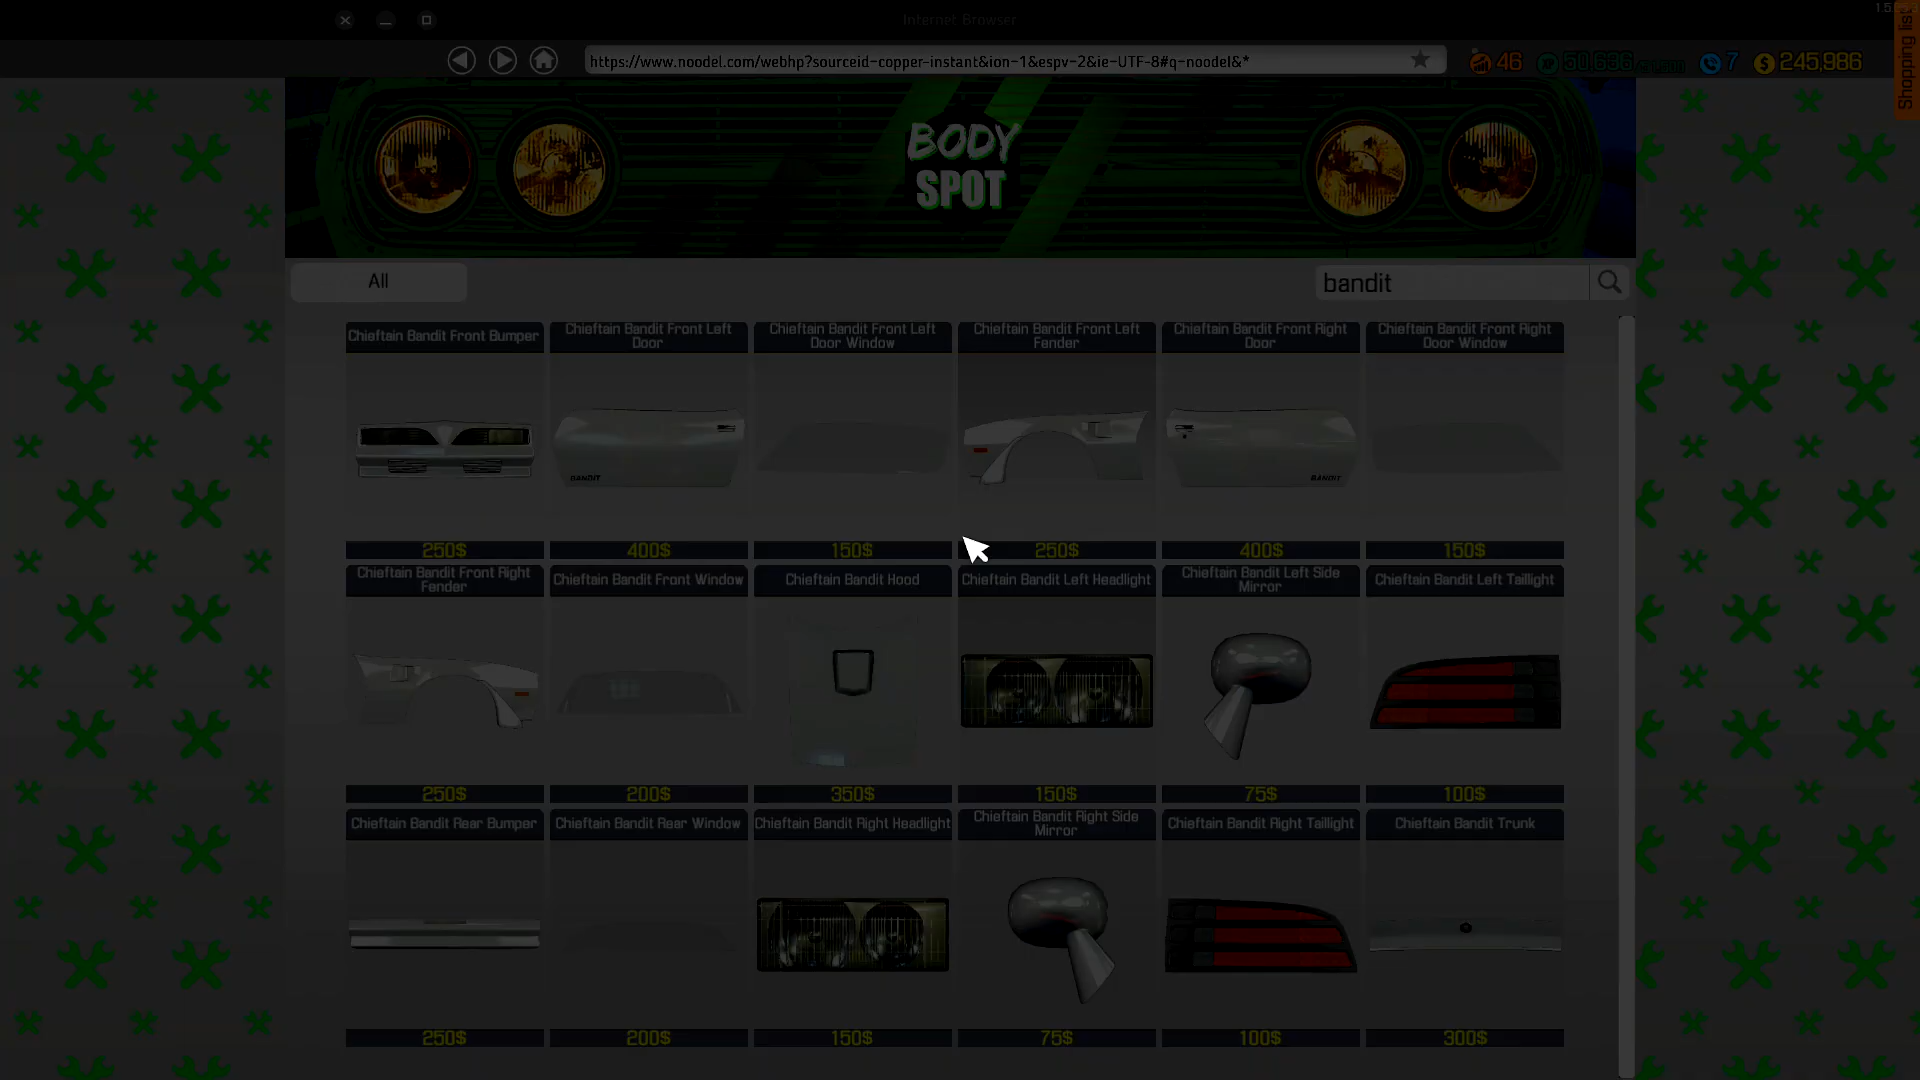 Internet Browser
https://www.noodel.com/webhp?sourceid-copper-instant&ion-1&espv-2&ie-UTF-8#q-noodel&*
46
50,636
7
245,986
Shopping list
BODY
SPOT
All
bandit
Chieftain Bandit Front Bumper
Chieftain Bandit Front Left
Door
Chieftain Bandit Front Left
Door Window
Chieftain Bandit Front Left
Fender
Chieftain Bandit Front Right
Door
Chieftain Bandit Front Right
Door Window
BANDIT
BANDIT
250$
400$
150$
250$
400$
150$
Chieftain Bandit Front Right
Fender
Chieftain Bandit Front Window
Chieftain Bandit Hood
Chieftain Bandit Left Headlight
Chieftain Bandit Left Side
Mirror
Chieftain Bandit Left Taillight
250$
200$
350$
150$
75$
100$
Chieftain Bandit Rear Bumper
Chieftain Bandit Rear Window
Chieftain Bandit Right Headlight
Chieftain Bandit Right Side
Mirror
Chieftain Bandit Right Taillight
Chieftain Bandit Trunk
250$
200$
150$
75$
100$
300$